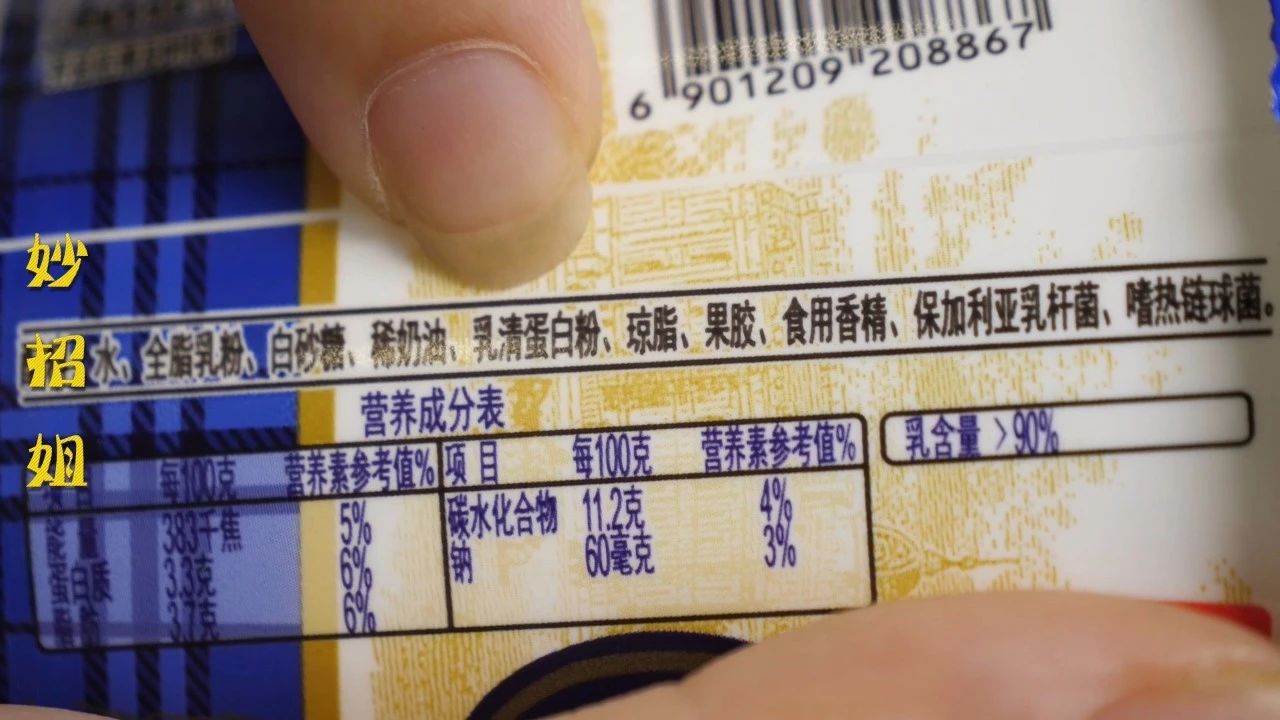 6 901209 208867
水、全脂乳粉、白砂糖、稀奶油、乳清蛋白粉、琼脂、果胶、食用香精、保加利亚乳杆菌、嗜热链球菌。
营养成分表
每100克 营养素参考值% 项目 每100克 营养素参考值%
383千焦 5% 碳水化合物 11.2克 4%
白质 3.3克 6% 钠 60毫克 3%
3.7克 6%
乳含量 >90%
妙招姐